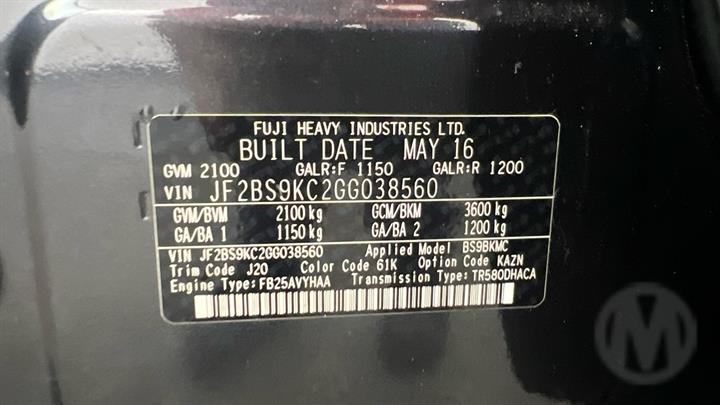 FUJI HEAVY INDUSTRIES LTD.
BUILT DATE MAY 16
GVM 2100 GALR:F 1150 GALR:R 1200
VIN JF2BS9KC2GG038560
GVM/BVM 2100 kg GCM/BKM 3600 kg
GA/BA 1 1150 kg GA/BA 2 1200 kg
VIN JF2BS9KC2GG038560 Applied Model BS9BKMC
Trim Code J20 Color Code 61K Option Code KAZN
Engine Type:FB25AVYHAA Transmission Type:TR580DHACA
M